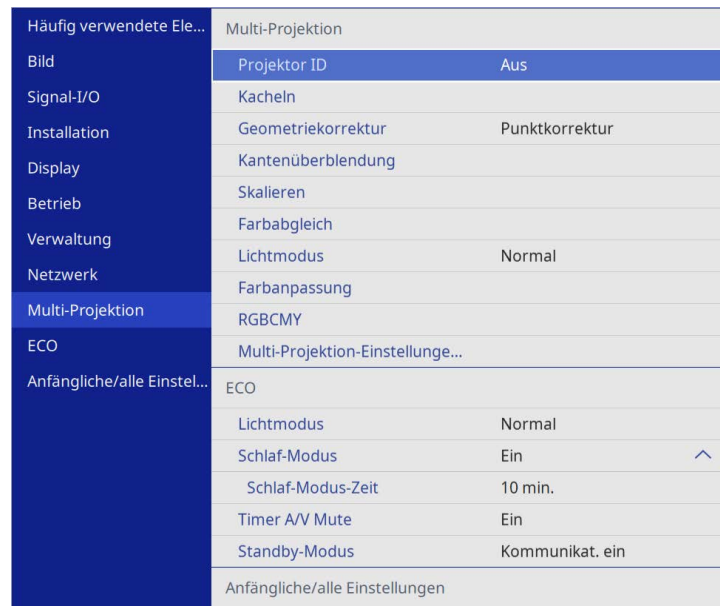 Häufig verwendete Ele...
Bild
Signal-I/O
Installation
Display
Betrieb
Verwaltung
Netzwerk
Multi-Projektion
ECO
Anfängliche/alle Einstel...
Multi-Projektion
Projektor ID Aus
Kacheln
Geometriekorrektur Punktkorrektur
Kantenüberblendung
Skalieren
Farbabgleich
Lichtmodus Normal
Farbanpassung
RGBCMY
Multi-Projektion-Einstellunge...
ECO
Lichtmodus Normal
Schlaf-Modus Ein
Schlaf-Modus-Zeit 10 min.
Timer A/V Mute Ein
Standby-Modus Kommunikat. ein
Anfängliche/alle Einstellungen